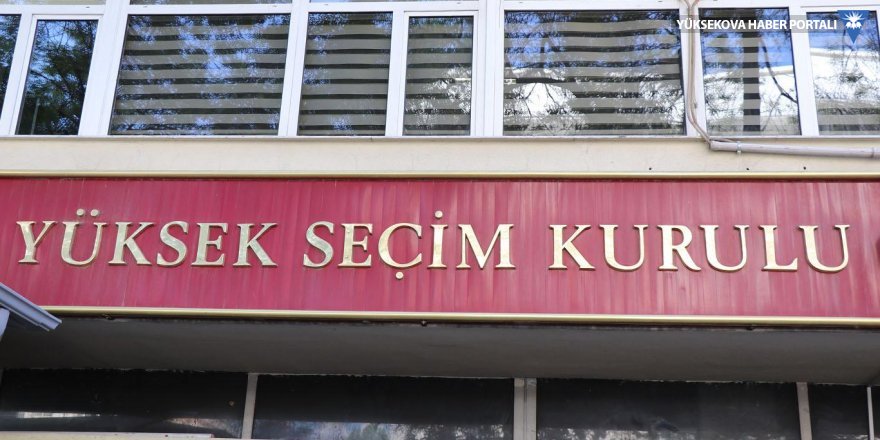 YÜKSEKOVA HABER PORTALI
YÜKSEK SEÇİM KURULU